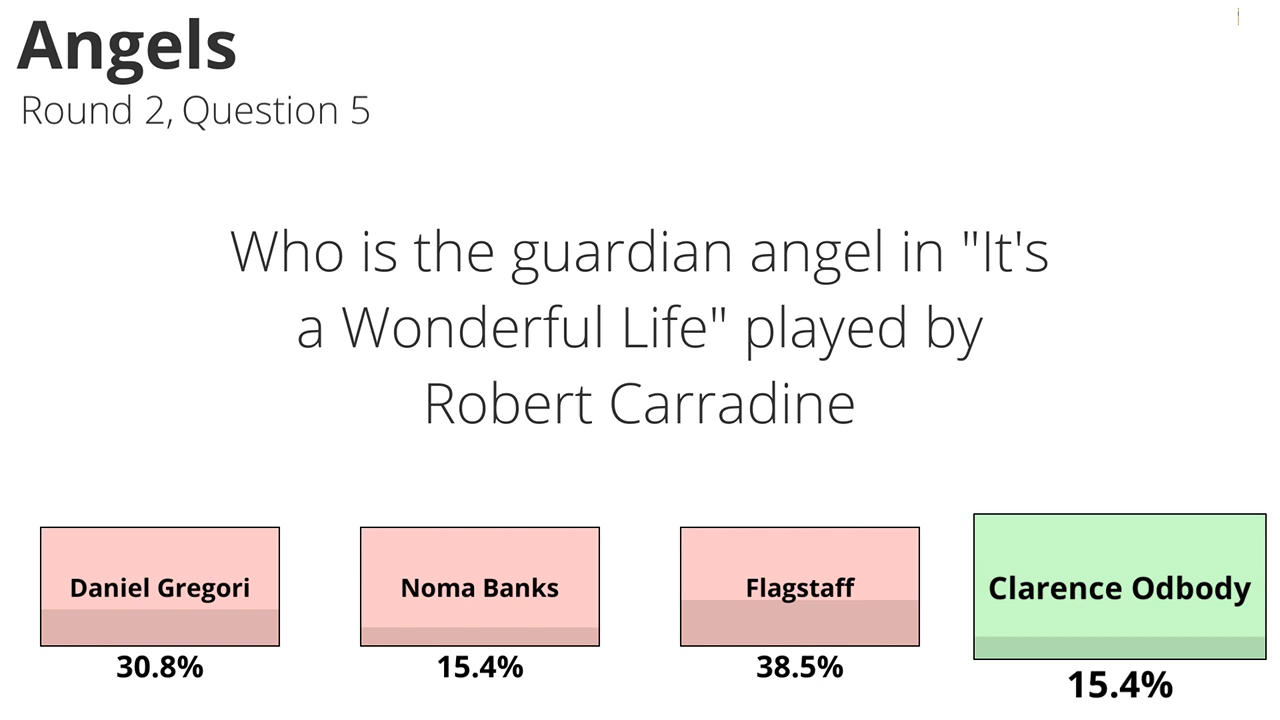 Angels
Round 2, Question 5
Who is the guardian angel in "It's
a Wonderful Life" played by
Robert Carradine
Daniel Gregori
Noma Banks
Flagstaff
Clarence Odbody
30.8%
15.4%
38.5%
15.4%